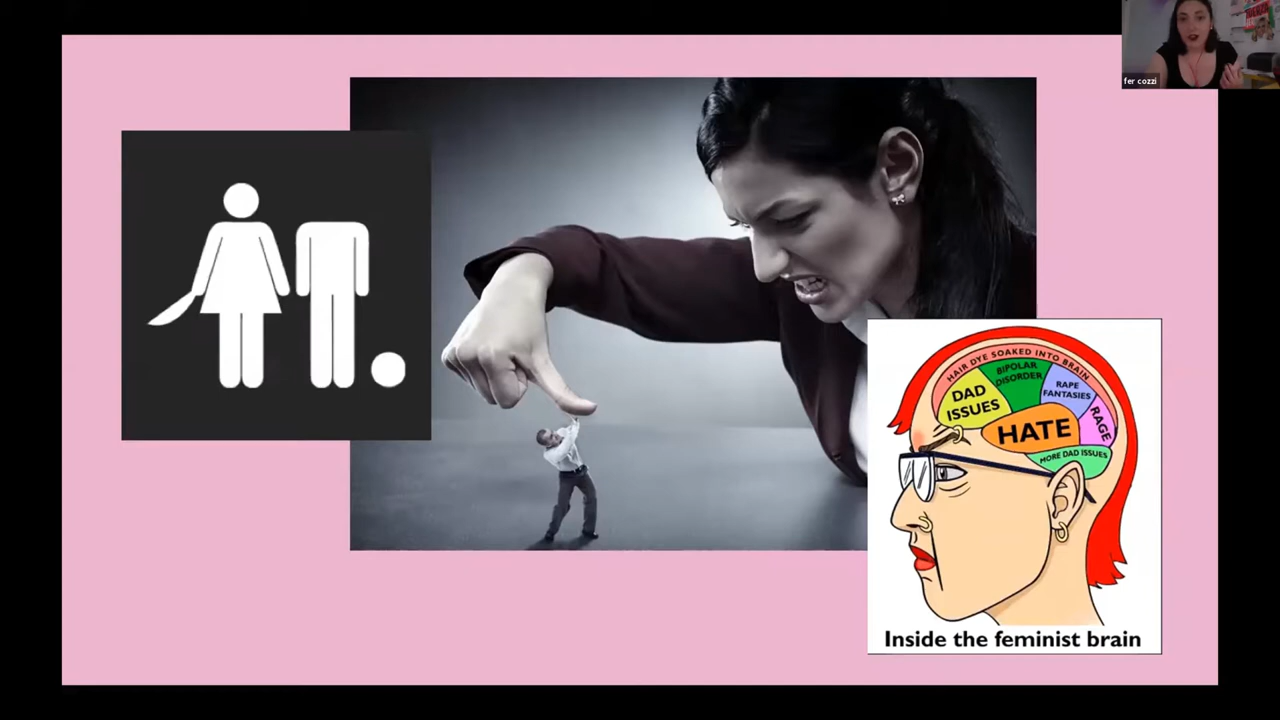 fer cozzi
HAIR DYE SOAKED INTO BRAIN
DAD
ISSUES
BIPOLAR
DISORDER
RAPE
FANTASIES
RAGE
HATE
MORE DAD ISSUES
Inside the feminist brain